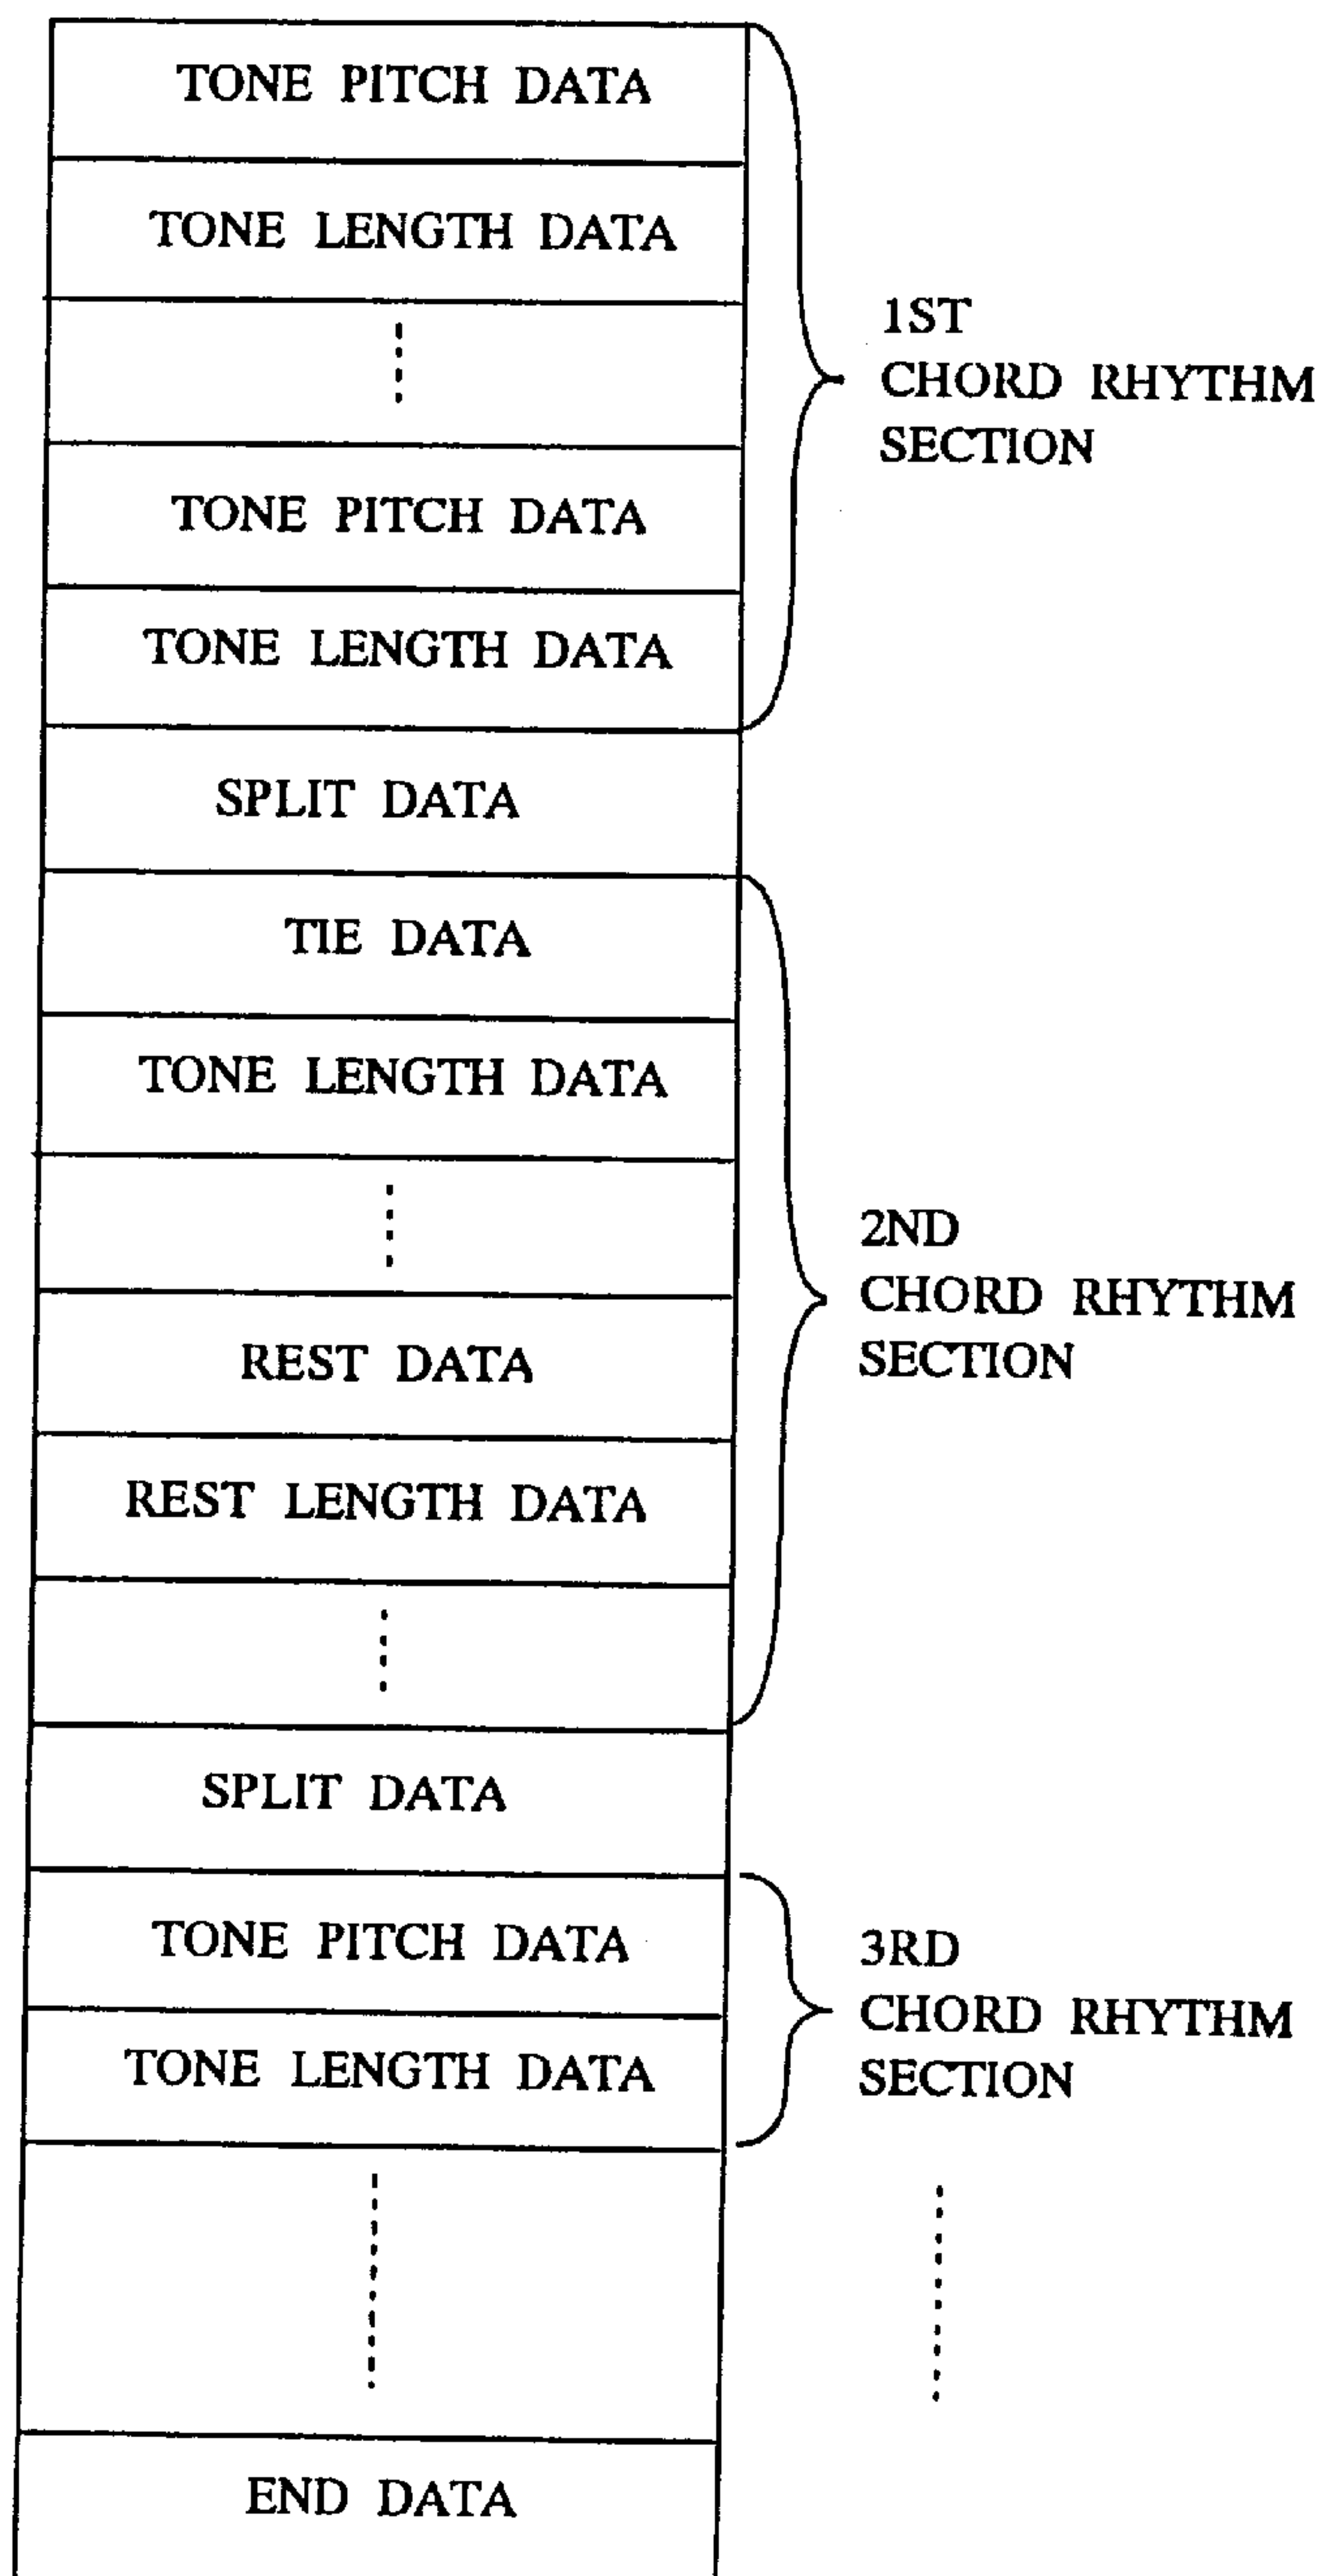 TONE PITCH DATA
TONE LENGTH DATA
TONE PITCH DATA
TONE LENGTH DATA
1ST
CHORD RHYTHM
SECTION
SPLIT DATA
TIE DATA
TONE LENGTH DATA
REST DATA
REST LENGTH DATA
2ND
CHORD RHYTHM
SECTION
SPLIT DATA
TONE PITCH DATA
TONE LENGTH DATA
3RD
CHORD RHYTHM
SECTION
END DATA